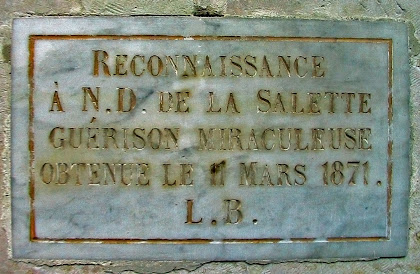 RECONNAISSANCE
À N.D. DE LA SALETTE
GUÉRISON MIRACULEUSE
OBTENUE LE 11 MARS 1871.
L.B.